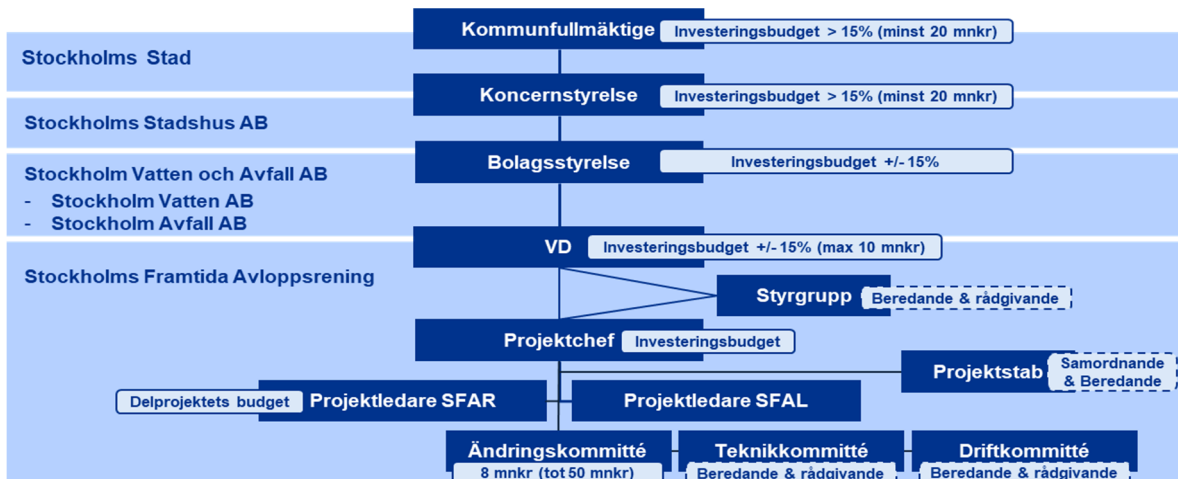 Kommunfullmäktige
Investeringsbudget > 15% (minst 20 mnkr)
Stockholms Stad
Koncernstyrelse
Investeringsbudget > 15% (minst 20 mnkr)
Stockholms Stadshus AB
Bolagsstyrelse
Investeringsbudget +/- 15%
Stockholm Vatten och Avfall AB
- Stockholm Vatten AB
- Stockholm Avfall AB
VD
Investeringsbudget +/- 15% (max 10 mnkr)
Stockholms Framtida Avloppsrening
Styrgrupp
Beredande & rådgivande
Projektchef
Investeringsbudget
Projektstab
Samordnande
& Beredande
Delprojektets budget
Projektledare SFAR
Projektledare SFAL
Ändringskommitté
8 mnkr (tot 50 mnkr)
Teknikkommitté
Beredande & rådgivande
Driftkommitté
Beredande & rådgivande